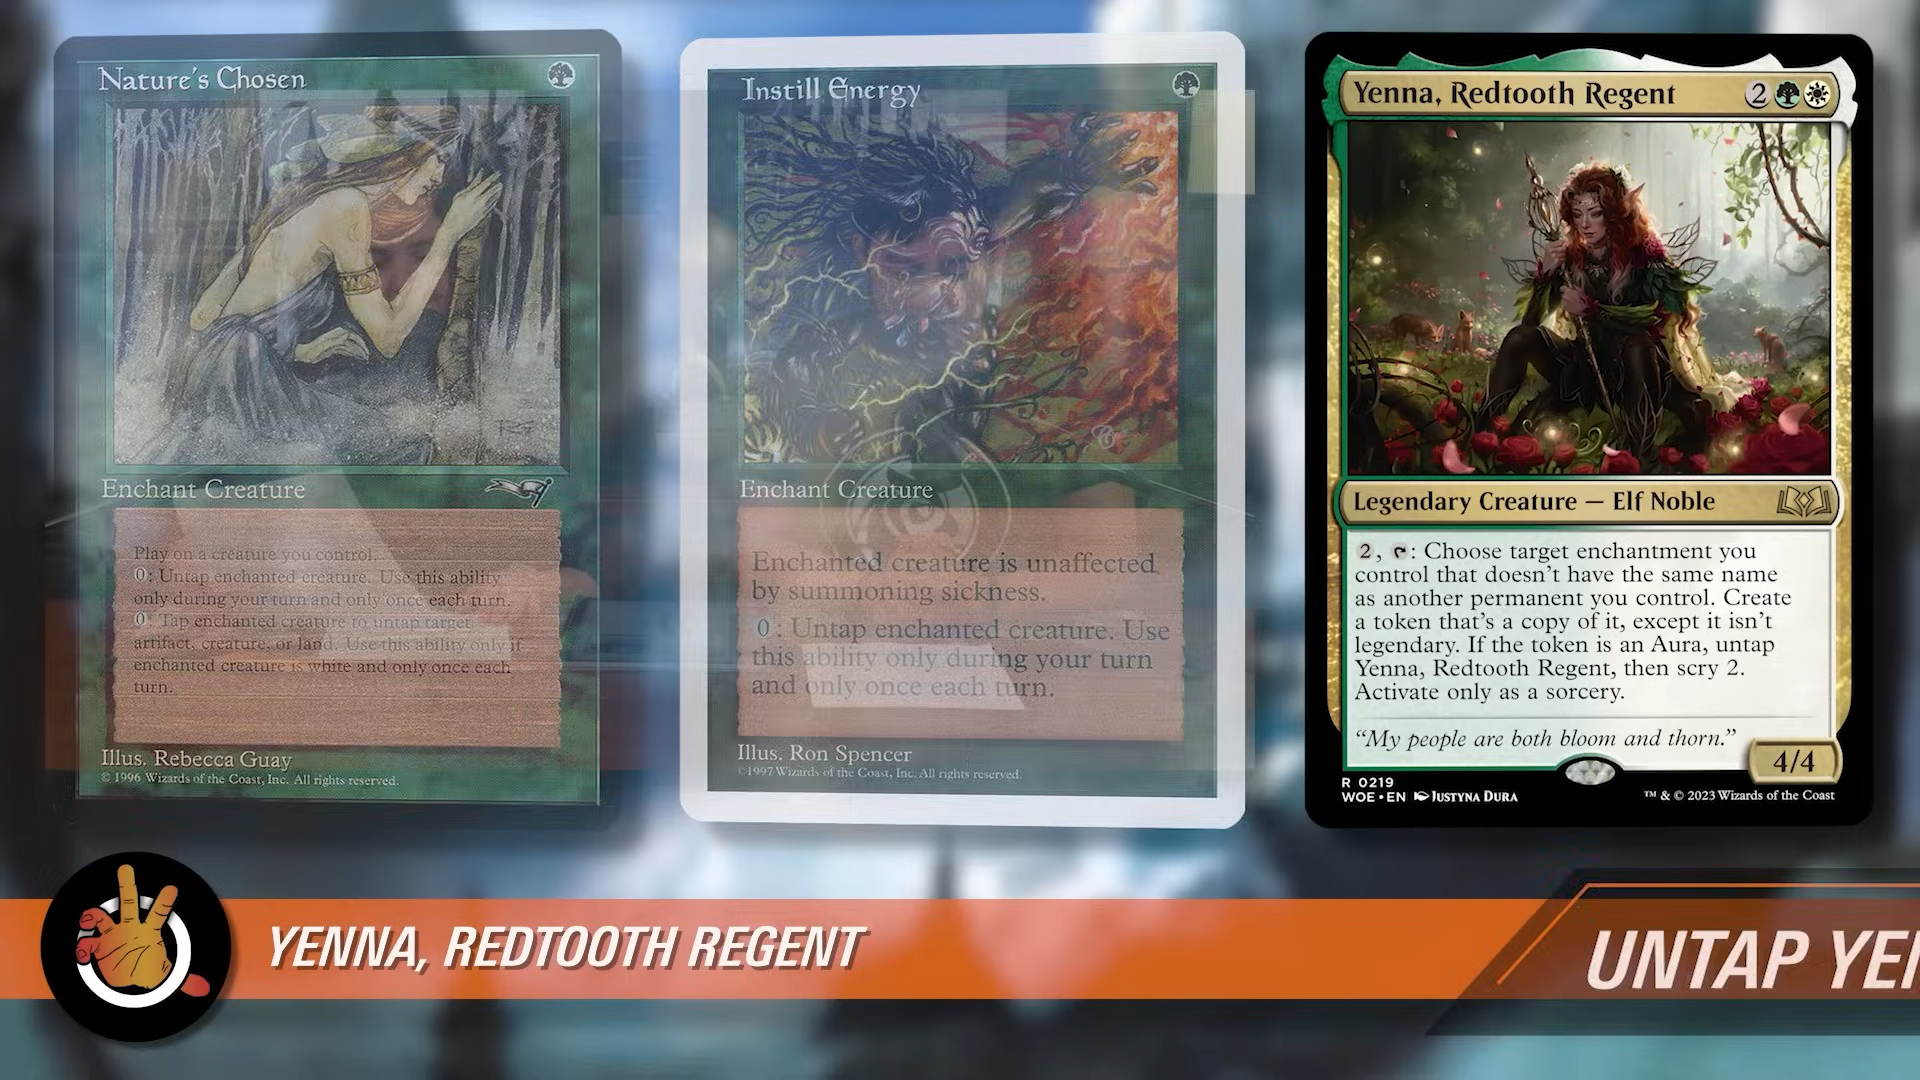 Nature's Chosen
Enchant Creature
Play on a creature you control.
0: Untap enchanted creature. Use this ability
only during your turn and only once each turn.
0: Tap enchanted creature to untap target
artifact, creature, or land. Use this ability only if
enchanted creature is white and only once each
turn.
Illus. Rebecca Guay
© 1996 Wizards of the Coast, Inc. All rights reserved.
Instill Energy
Enchant Creature
Enchanted creature is unaffected
by summoning sickness.
0: Untap enchanted creature. Use
this ability only during your turn
and only once each turn.
Illus. Ron Spencer
©1997 Wizards of the Coast, Inc. All rights reserved.
Yenna, Redtooth Regent 2
Legendary Creature — Elf Noble
2, : Choose target enchantment you
control that doesn't have the same name
as another permanent you control. Create
a token that's a copy of it, except it isn't
legendary. If the token is an Aura, untap
Yenna, Redtooth Regent, then scry 2.
Activate only as a sorcery.
“My people are both bloom and thorn.”
4/4
R 0219
WOE • EN JUSTYNA DURA
™ & © 2023 Wizards of the Coast
YENNA, REDTOOTH REGENT
UNTAP YEN